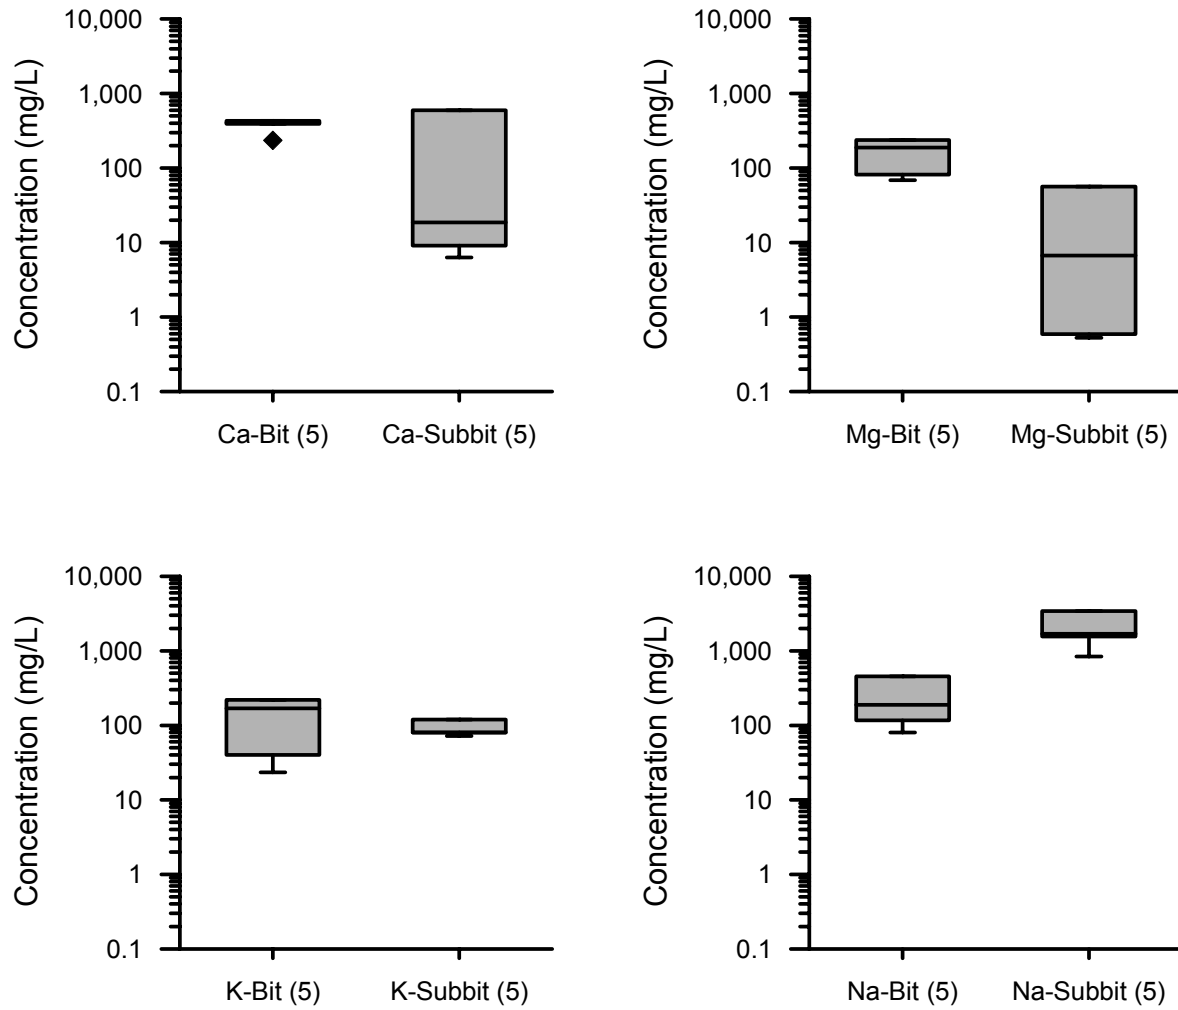 Concentration (mg/L)
10,000
1,000
100
10
1
0.1
Ca-Bit (5)
Ca-Subbit (5)
Concentration (mg/L)
10,000
1,000
100
10
1
0.1
Mg-Bit (5)
Mg-Subbit (5)
Concentration (mg/L)
10,000
1,000
100
10
1
0.1
K-Bit (5)
K-Subbit (5)
Concentration (mg/L)
10,000
1,000
100
10
1
0.1
Na-Bit (5)
Na-Subbit (5)